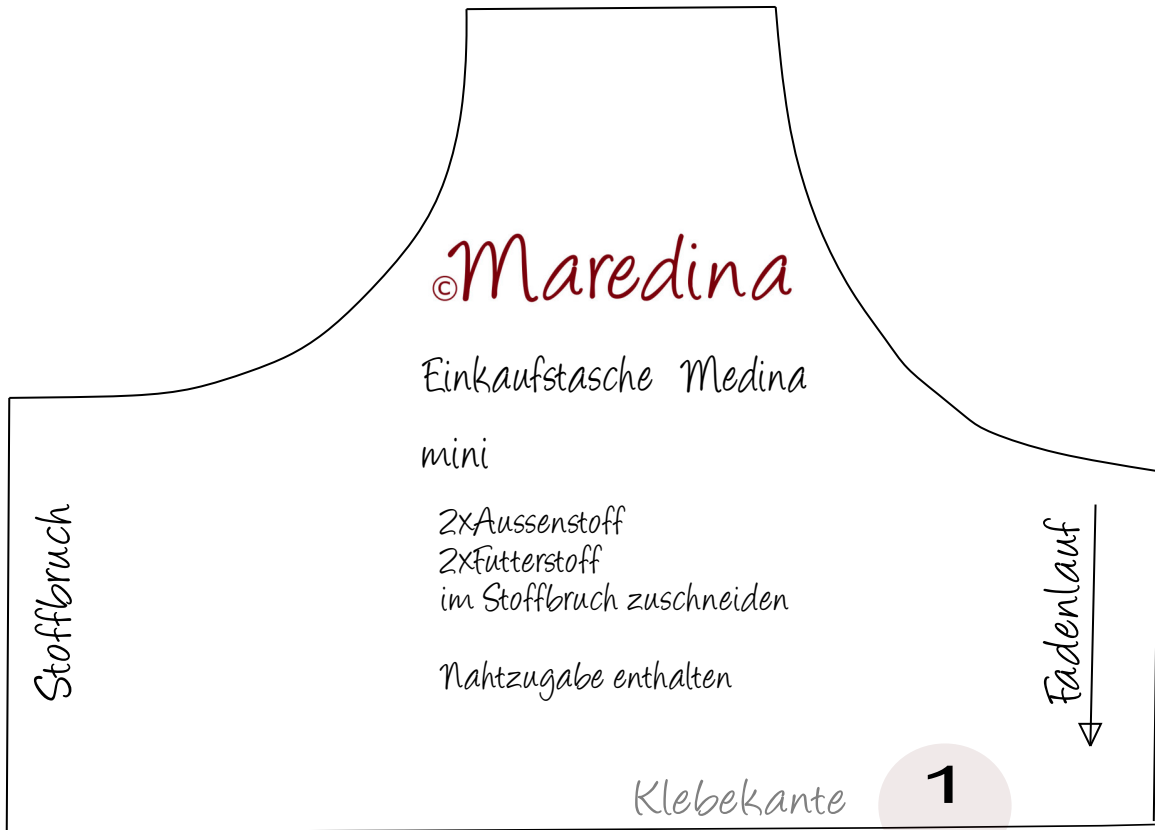 ©Maredina
Einkaufstasche Medina
mini
2xAussenstoff
2xFutterstoff
im Stoffbruch zuschneiden
Nahtzugabe enthalten
Stoffbruch
Fadenlauf
Klebekante
1